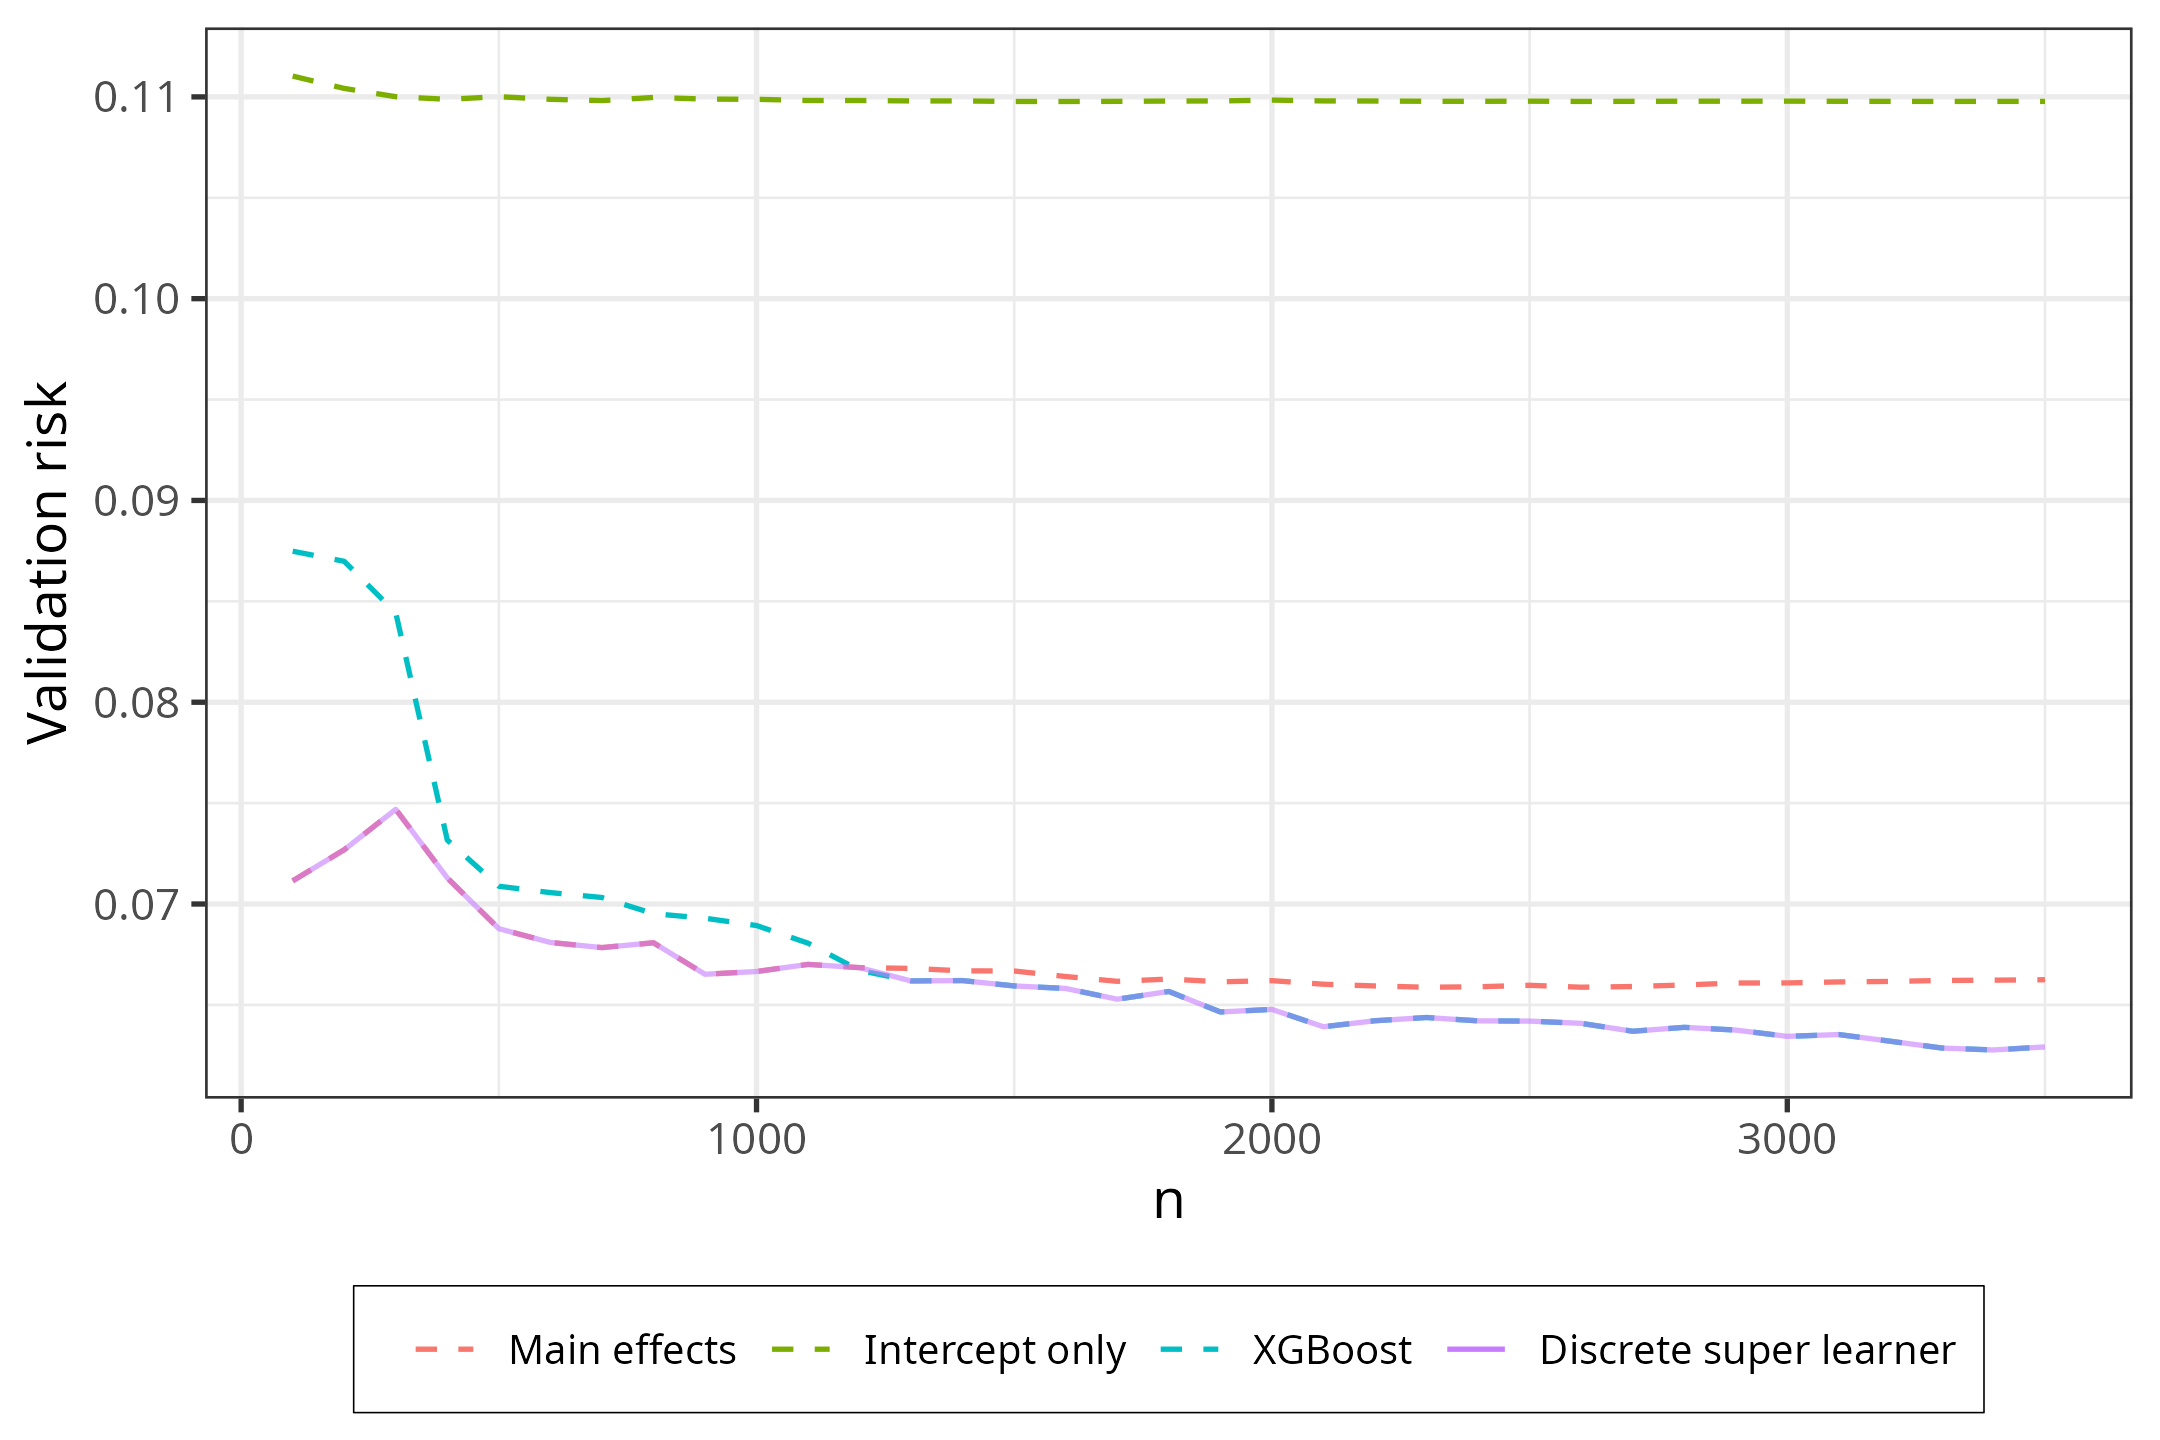 0.11
0.10
0.09
0.08
0.07
Validation risk
0 1000 2000 3000
n
Main effects Intercept only XGBoost Discrete super learner